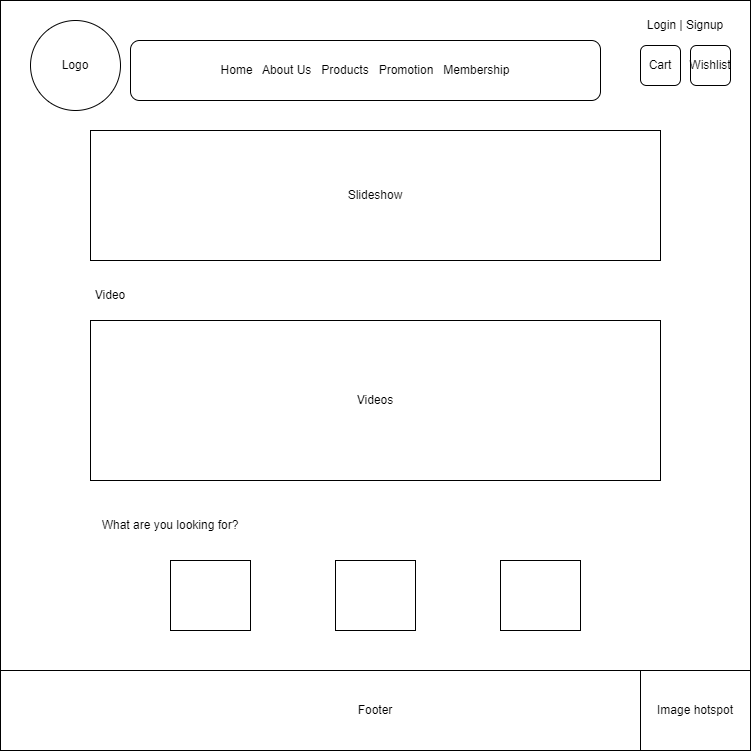 Login | Signup
Logo
Home About Us Products Promotion Membership
Cart
Wishlist
Slideshow
Video
Videos
What are you looking for?
Footer
Image hotspot